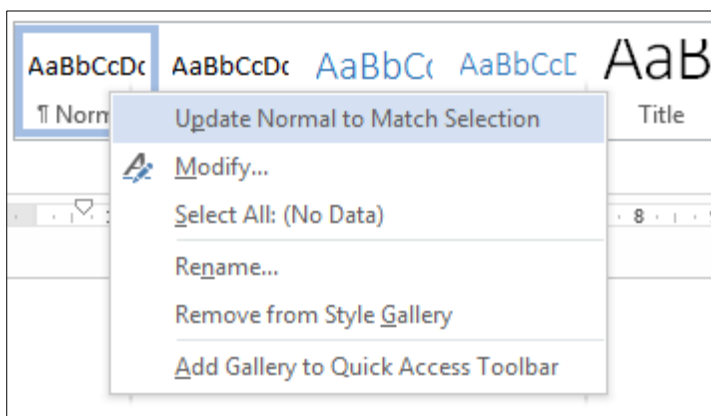 AaBbCcDc AaBbCcDc AaBbC( AaBbCcD AaB
¶ Norm Title
Update Normal to Match Selection
Modify...
Select All: (No Data)
8
Rename...
Remove from Style Gallery
Add Gallery to Quick Access Toolbar